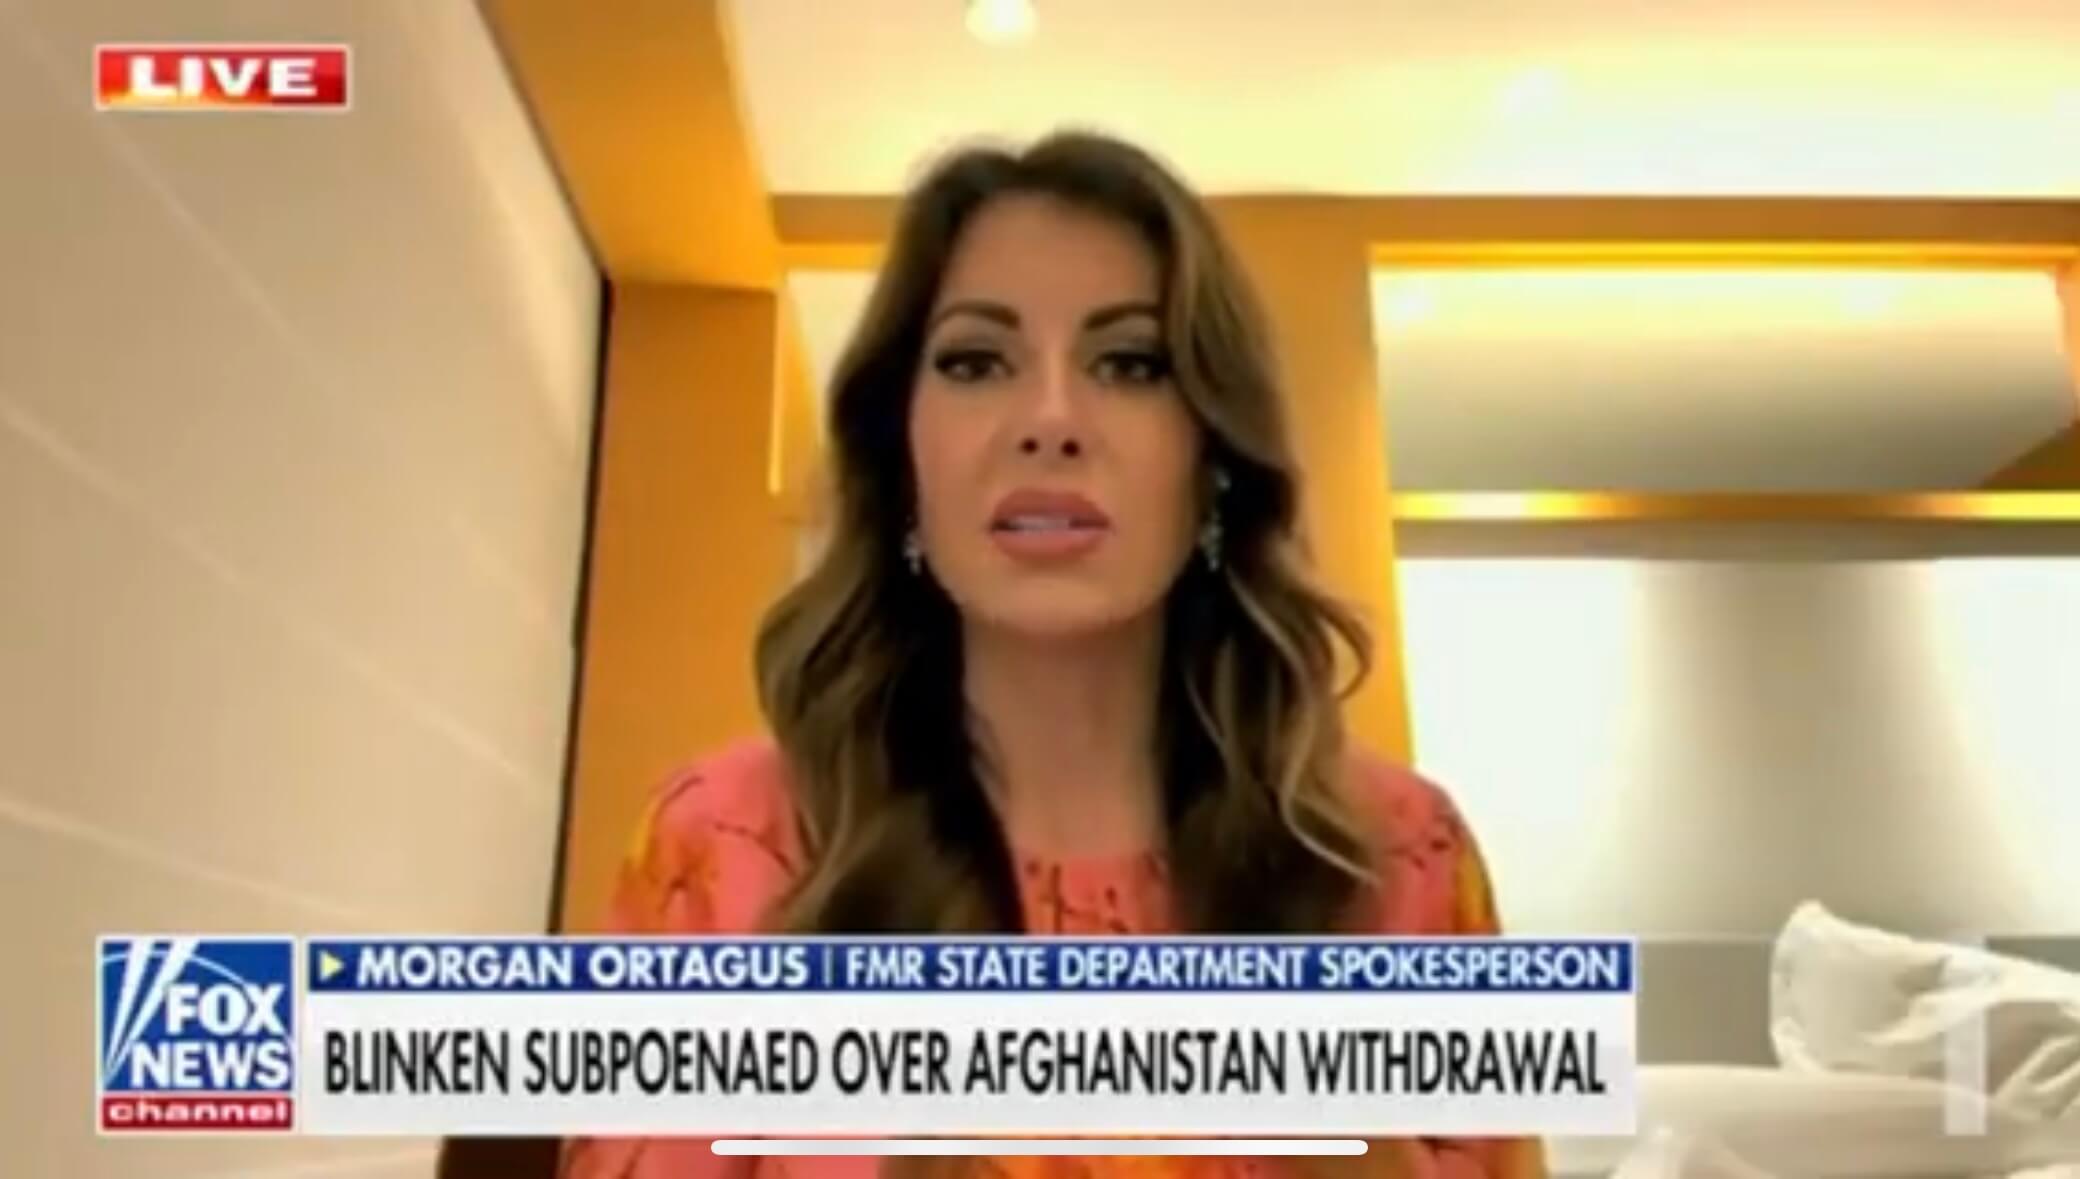 LIVE
MORGAN ORTAGUS | FMR STATE DEPARTMENT SPOKESPERSON
FOX
NEWS
channel
BLINKEN SUBPOENAED OVER AFGHANISTAN WITHDRAWAL